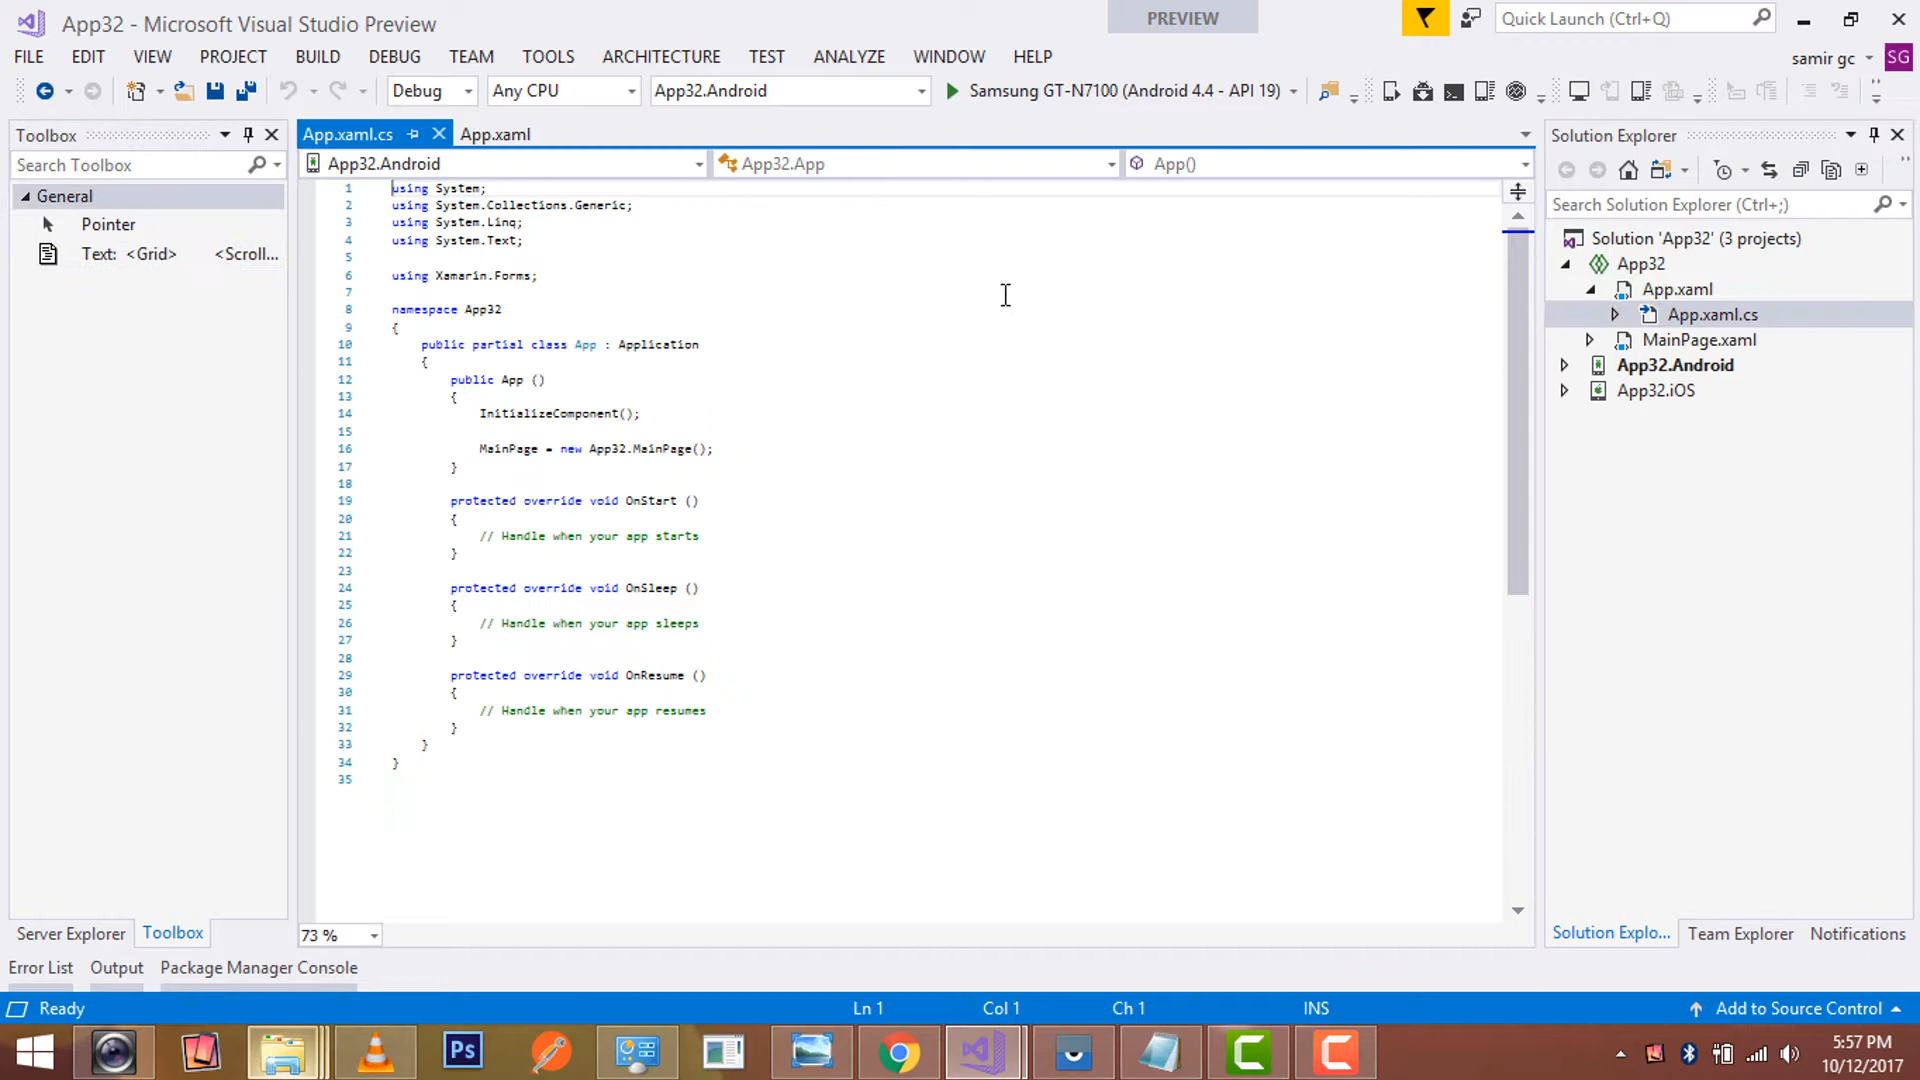 App32 - Microsoft Visual Studio Preview
PREVIEW
Quick Launch (Ctrl+Q)
FILE EDIT VIEW PROJECT BUILD DEBUG TEAM TOOLS ARCHITECTURE TEST ANALYZE WINDOW HELP
samir gc SG
Debug Any CPU App32.Android Samsung GT-N7100 (Android 4.4 - API 19)
Toolbox
Search Toolbox
General
Pointer
Text: <Grid> <Scroll...
Server Explorer Toolbox
App.xaml.cs App.xaml
App32.Android App32.App App()
1 using System;
2 using System.Collections.Generic;
3 using System.Linq;
4 using System.Text;
5
6 using Xamarin.Forms;
7
8 namespace App32
9 {
10 public partial class App : Application
11 {
12 public App ()
13 {
14 InitializeComponent();
15
16 MainPage = new App32.MainPage();
17 }
18
19 protected override void OnStart ()
20 {
21 // Handle when your app starts
22 }
23
24 protected override void OnSleep ()
25 {
26 // Handle when your app sleeps
27 }
28
29 protected override void OnResume ()
30 {
31 // Handle when your app resumes
32 }
33 }
34 }
35
73 %
Solution Explorer
Search Solution Explorer (Ctrl+;)
Solution 'App32' (3 projects)
App32
App.xaml
App.xaml.cs
MainPage.xaml
App32.Android
App32.iOS
Solution Explo... Team Explorer Notifications
Error List Output Package Manager Console
Ready Ln 1 Col 1 Ch 1 INS Add to Source Control
Ps
5:57 PM
10/12/2017